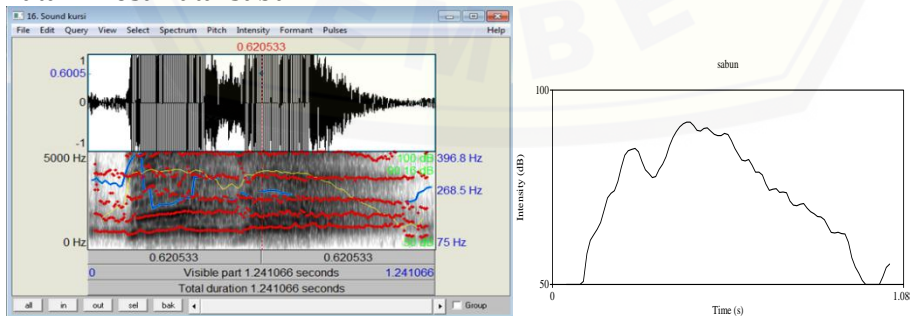 16. Sound kursi
File Edit Query View Select Spectrum Pitch Intensity Formant Pulses Help
0.620533
1
0.6005
0
-1
5000 Hz
100 dB
396.8 Hz
268.5 Hz
0 Hz
75 Hz
0.620533 0.620533
0 Visible part 1.241066 seconds 1.241066
Total duration 1.241066 seconds
all in out sel bak Group
sabun
100
Intensity (dB)
50
0
1.08
Time (s)